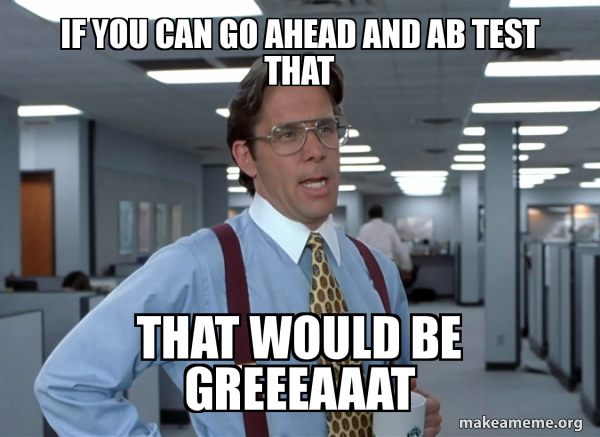 IF YOU CAN GO AHEAD AND AB TEST
THAT
THAT WOULD BE
GREEEAAAT
makeameme.org